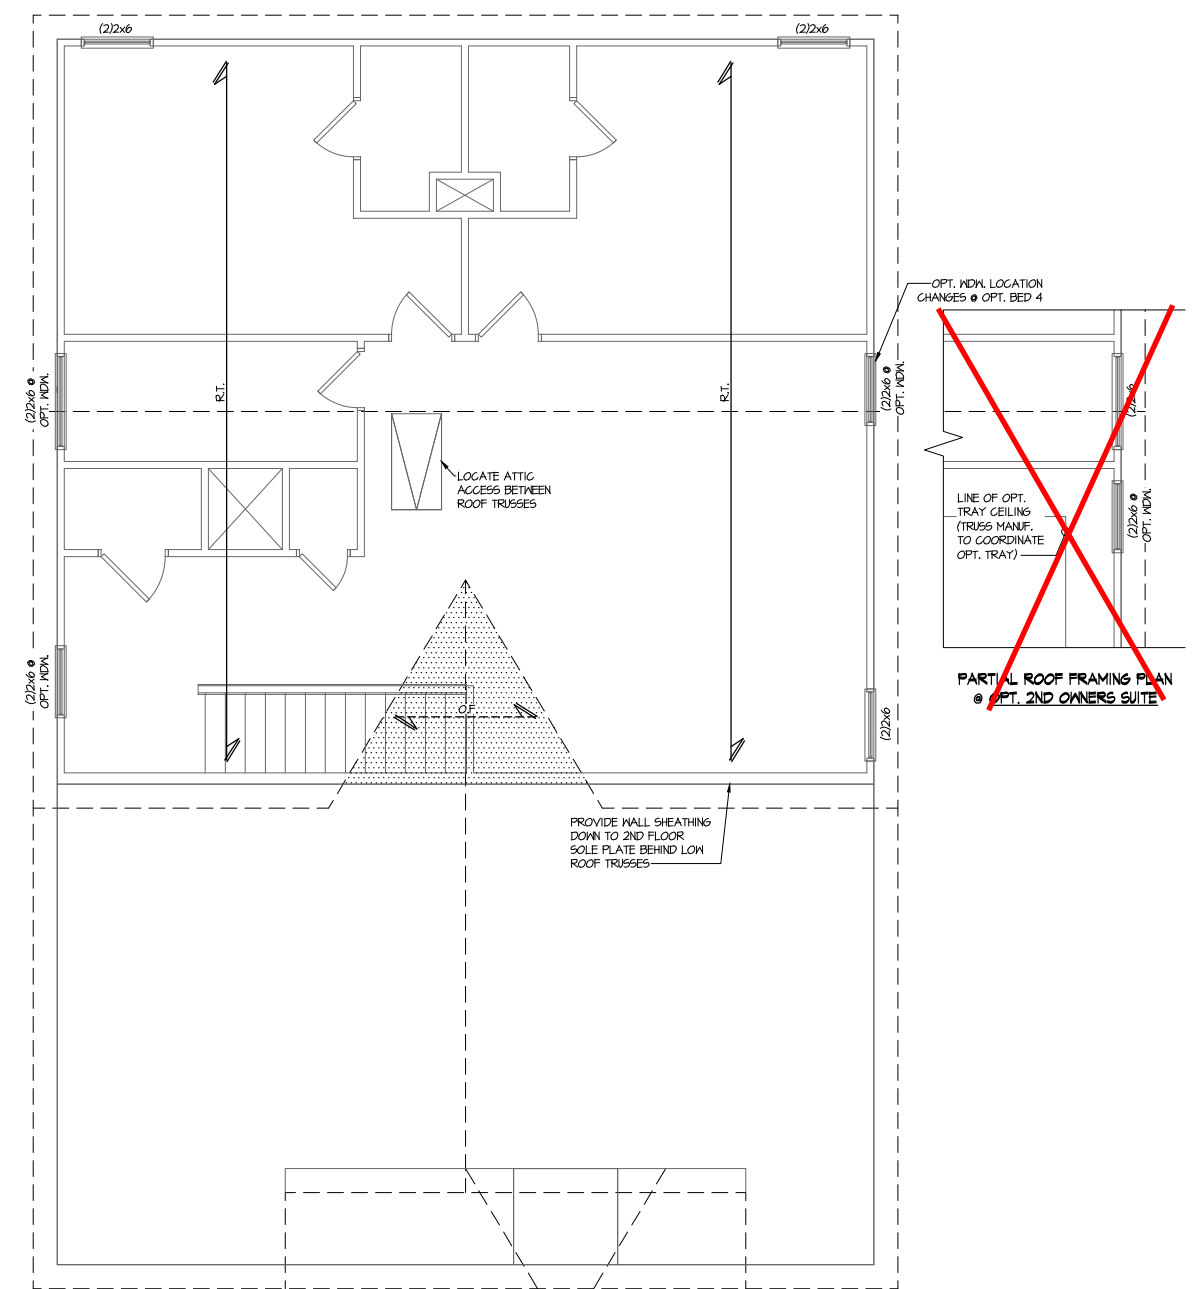 (2)2x6
(2)2x6
OPT. WDW. LOCATION
CHANGES @ OPT. BED 4
R.T.
R.T.
(2)2x6 @
OPT. WDW.
(2)2x6 @
OPT. WDW.
(2)2x6
LOCATE ATTIC
ACCESS BETWEEN
ROOF TRUSSES
LINE OF OPT.
TRAY CEILING
(TRUSS MANUF.
TO COORDINATE
OPT. TRAY)
(2)2x6 @
OPT. WDW.
(2)2x6 @
OPT. WDW.
O.F.
(2)2x6
PARTIAL ROOF FRAMING PLAN
@ OPT. 2ND OWNERS SUITE
PROVIDE WALL SHEATHING
DOWN TO 2ND FLOOR
SOLE PLATE BEHIND LOW
ROOF TRUSSES